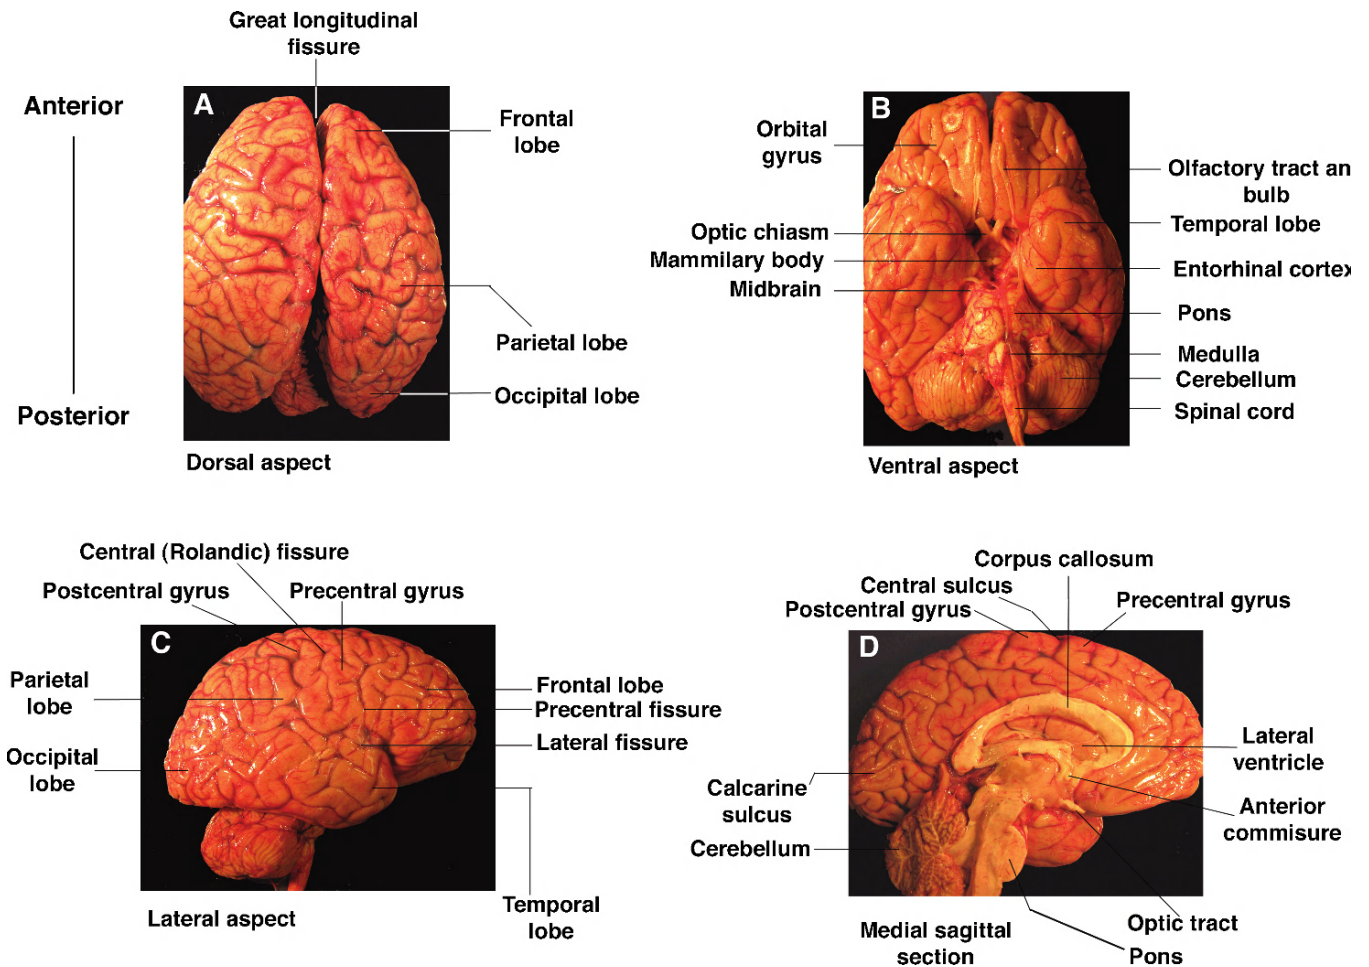 Great longitudinal
fissure
Anterior
Posterior
A
Frontal
lobe
Parietal lobe
Occipital lobe
Dorsal aspect
B
Orbital
gyrus
Optic chiasm
Mammilary body
Midbrain
Olfactory tract an
bulb
Temporal lobe
Entorhinal cortex
Pons
Medulla
Cerebellum
Spinal cord
Ventral aspect
Central (Rolandic) fissure
Postcentral gyrus
Precentral gyrus
C
Parietal
lobe
Occipital
lobe
Frontal lobe
Precentral fissure
Lateral fissure
Temporal
lobe
Lateral aspect
Corpus callosum
Central sulcus
Postcentral gyrus
Precentral gyrus
D
Calcarine
sulcus
Cerebellum
Lateral
ventricle
Anterior
commisure
Optic tract
Pons
Medial sagittal
section